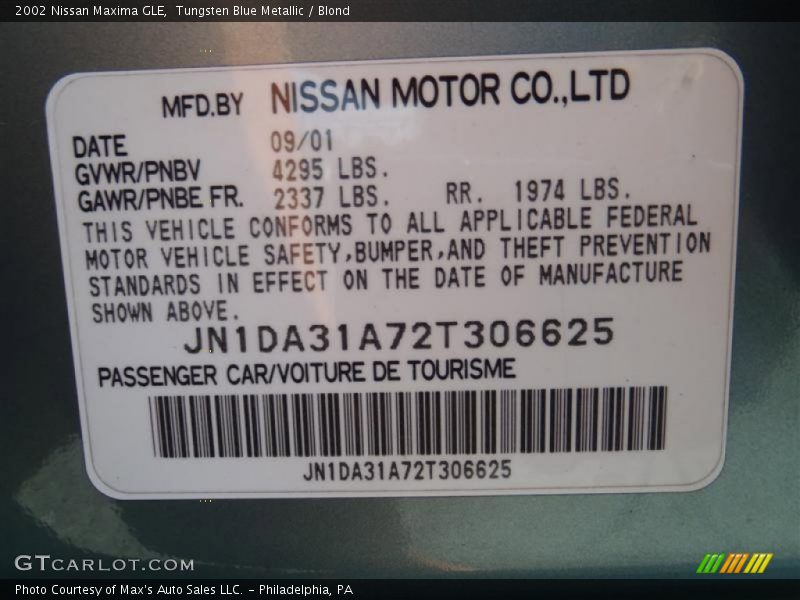 2002 Nissan Maxima GLE,  Tungsten Blue Metallic / Blond
MFD.BY NISSAN MOTOR CO.,LTD
DATE 09/01
GVWR/PNBV 4295 LBS.
GAWR/PNBE FR. 2337 LBS. RR. 1974 LBS.
THIS VEHICLE CONFORMS TO ALL APPLICABLE FEDERAL
MOTOR VEHICLE SAFETY,BUMPER,AND THEFT PREVENTION
STANDARDS IN EFFECT ON THE DATE OF MANUFACTURE
SHOWN ABOVE.
JN1DA31A72T306625
PASSENGER CAR/VOITURE DE TOURISME
JN1DA31A72T306625
GTCARLOT.COM
Photo Courtesy of Max's Auto Sales LLC. – Philadelphia, PA